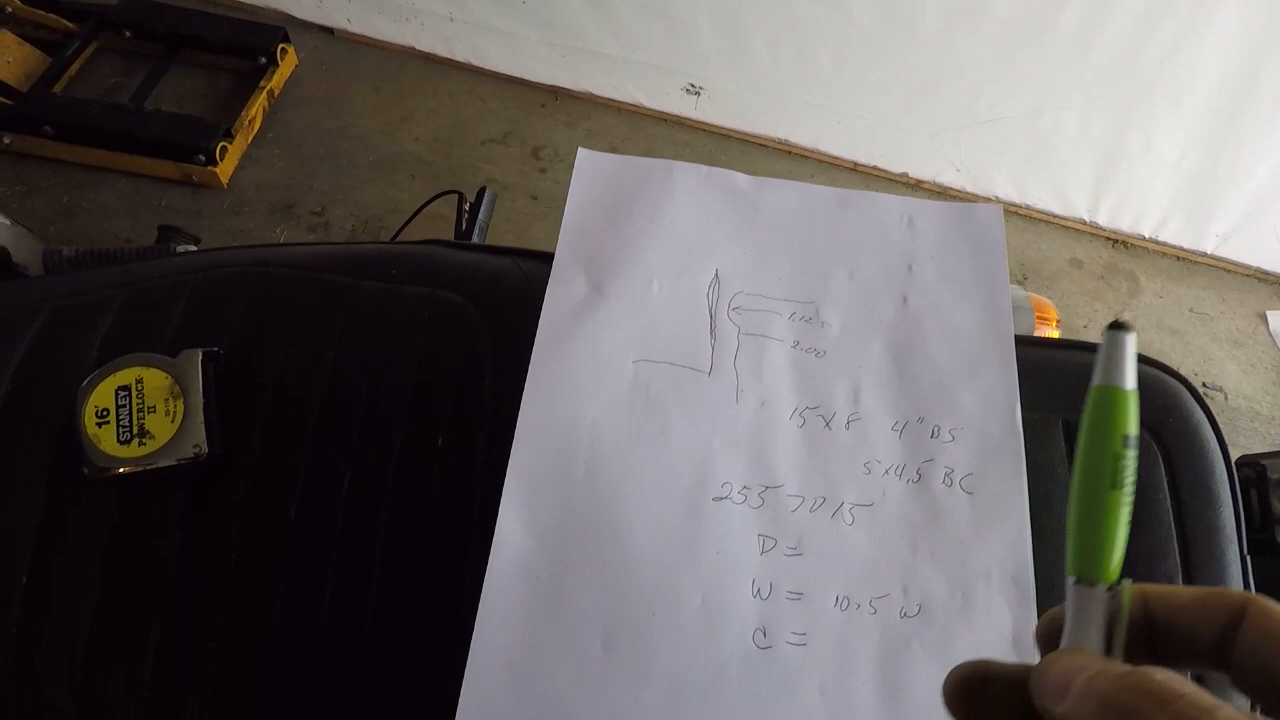 16'
STANLEY
POWERLOCK
II
1.125
2.00
15X8 4" BS
5X4.5 BC
255 70 15
D=
W= 10.5 W
C=